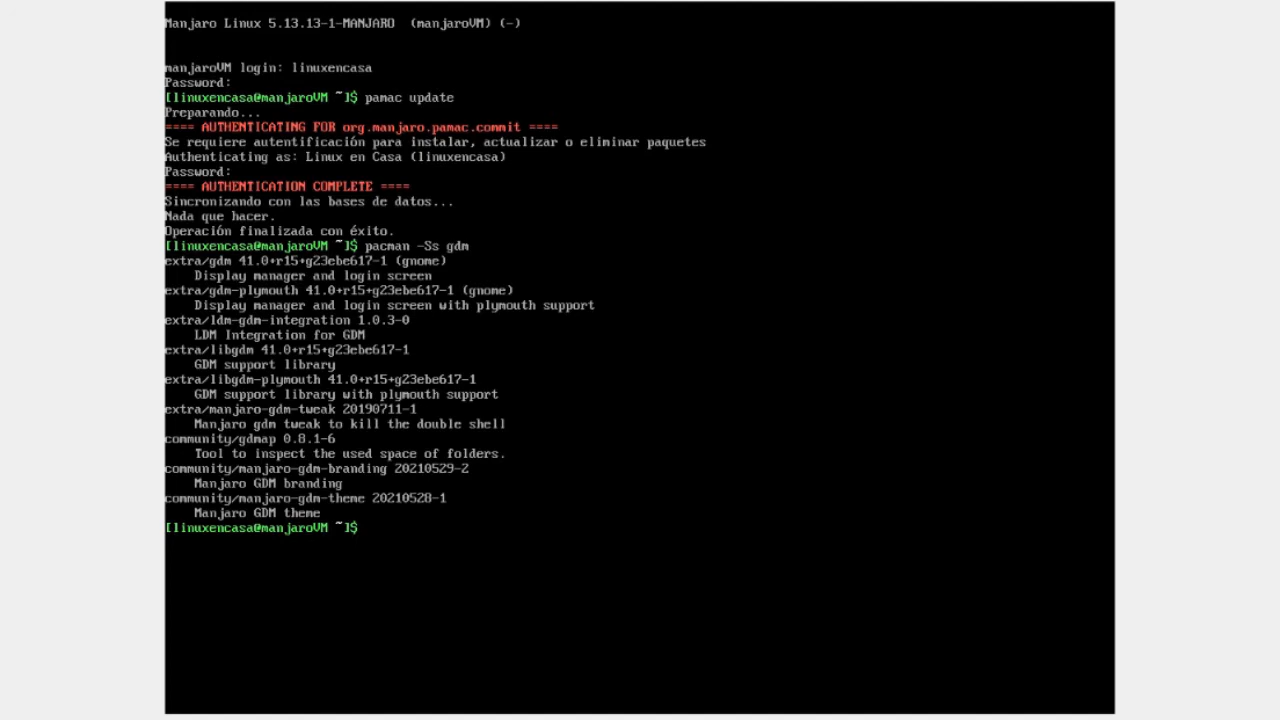 Manjaro Linux 5.13.13-1-MANJARO  (manjaroVM) (-)
manjaroVM login: linuxencasa
Password:
[linuxencasa@manjaroVM ~]$ pamac update
Preparando...
==== AUTHENTICATING FOR org.manjaro.pamac.commit ====
Se requiere autentificación para instalar, actualizar o eliminar paquetes
Authenticating as: Linux en Casa (linuxencasa)
Password:
==== AUTHENTICATION COMPLETE ====
Sincronizando con las bases de datos...
Nada que hacer.
Operación finalizada con éxito.
[linuxencasa@manjaroVM ~]$ pacman -Ss gdm
extra/gdm 41.0+r15+g23ebe617-1 (gnome)
    Display manager and login screen
extra/gdm-plymouth 41.0+r15+g23ebe617-1 (gnome)
    Display manager and login screen with plymouth support
extra/ldm-gdm-integration 1.0.3-0
    LDM Integration for GDM
extra/libgdm 41.0+r15+g23ebe617-1
    GDM support library
extra/libgdm-plymouth 41.0+r15+g23ebe617-1
    GDM support library with plymouth support
extra/manjaro-gdm-tweak 20190711-1
    Manjaro gdm tweak to kill the double shell
community/gdmap 0.8.1-6
    Tool to inspect the used space of folders.
community/manjaro-gdm-branding 20210529-2
    Manjaro GDM branding
community/manjaro-gdm-theme 20210528-1
    Manjaro GDM theme
[linuxencasa@manjaroVM ~]$